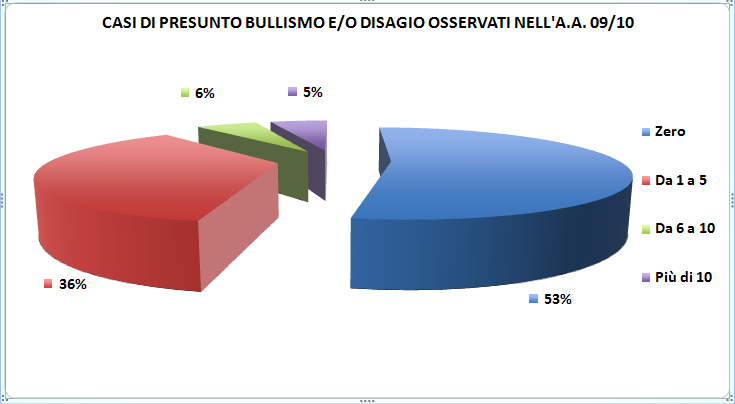 CASI DI PRESUNTO BULLISMO E/O DISAGIO OSSERVATI NELL'A.A. 09/10
6%
5%
Zero
Da 1 a 5
Da 6 a 10
Più di 10
36%
53%